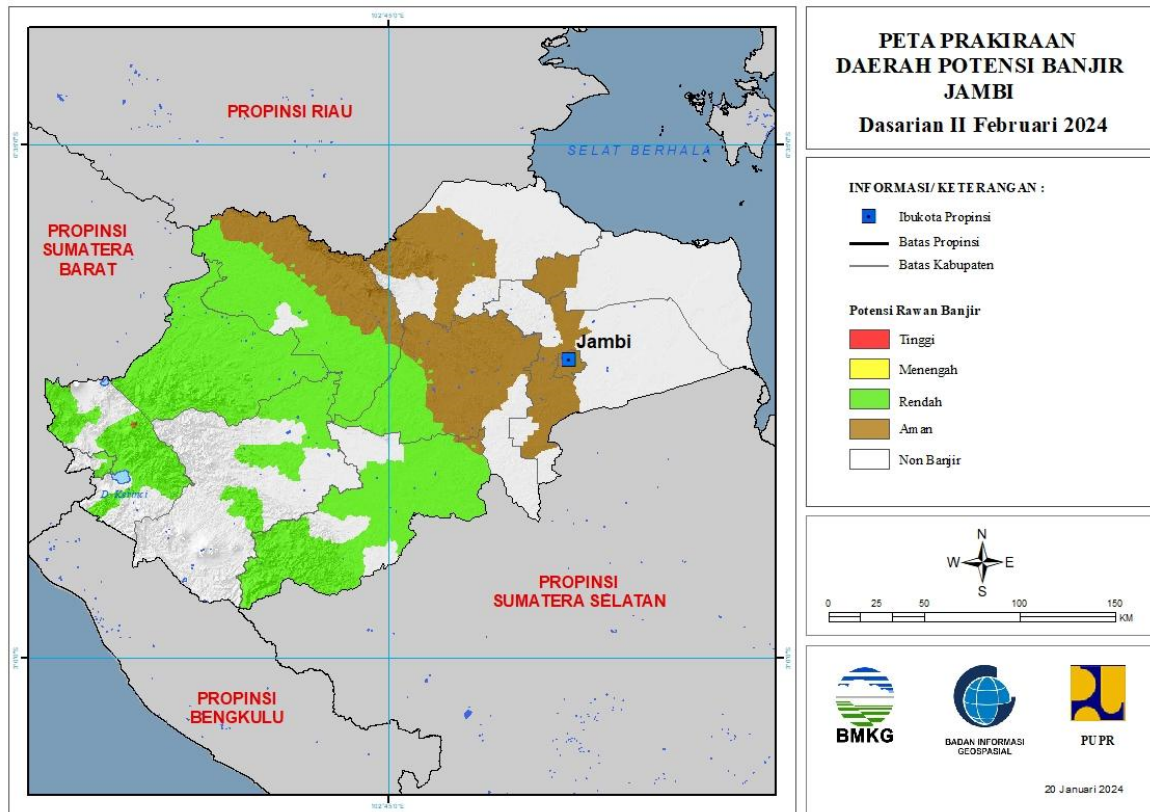 PETA PRAKIRAAN
DAERAH POTENSI BANJIR
JAMBI
Dasarian II Februari 2024
INFORMASI/ KETERANGAN :
Ibukota Propinsi
Batas Propinsi
Batas Kabupaten
Potensi Rawan Banjir
Tinggi
Menengah
Rendah
Aman
Non Banjir
N
W E
S
0 25 50 100 150
KM
BMKG
BADAN INFORMASI
GEOSPASIAL
PUPR
20 Januari 2024
PROPINSI RIAU
SELAT BERHALA
PROPINSI
SUMATERA
BARAT
Jambi
D. Kerinci
PROPINSI
SUMATERA SELATAN
PROPINSI
BENGKULU